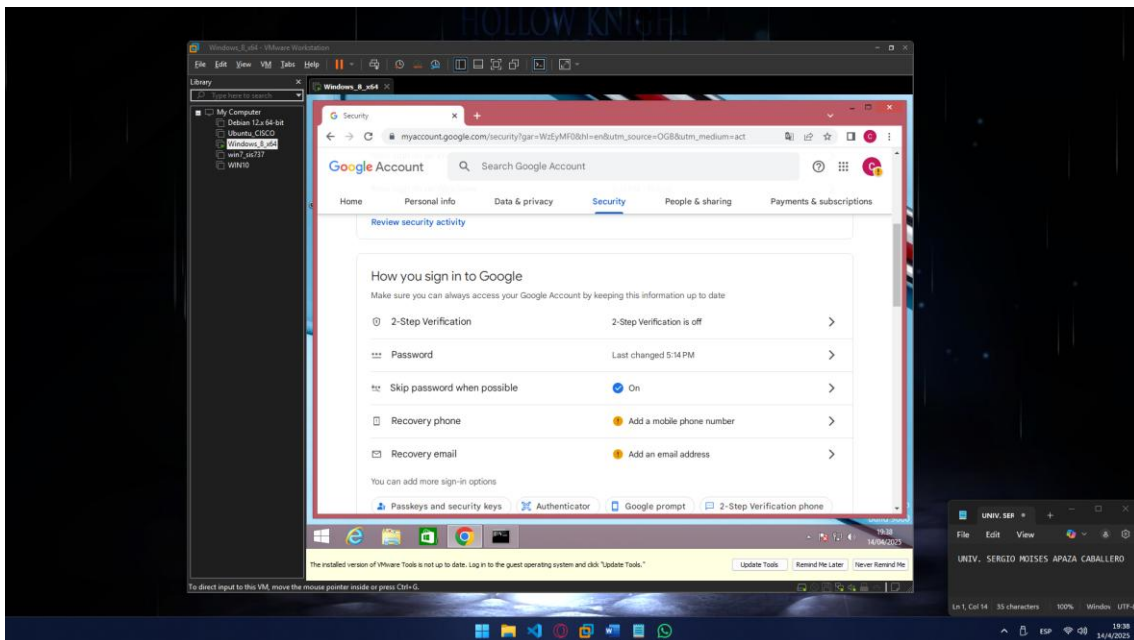 HOLLOW KNIGHT
Windows_8_x64 - VMware Workstation
File Edit View VM Tabs Help
Library
Type here to search
My Computer
Debian 12.x 64-bit
Ubuntu_CISCO
Windows_8_x64
win7_sis737
WIN10
Windows_8_x64
Security
myaccount.google.com/security?gar=WzEyMF0&hl=en&utm_source=OGB&utm_medium=act
C
Google Account
Search Google Account
Home Personal info Data & privacy Security People & sharing Payments & subscriptions
Review security activity
How you sign in to Google
Make sure you can always access your Google Account by keeping this information up to date
2-Step Verification 2-Step Verification is off
Password Last changed 5:14 PM
Skip password when possible On
Recovery phone Add a mobile phone number
Recovery email Add an email address
You can add more sign-in options
Passkeys and security keys Authenticator Google prompt 2-Step Verification phone
19:38
14/04/2025
The installed version of VMware Tools is not up to date. Log in to the guest operating system and click "Update Tools."
Update Tools Remind Me Later Never Remind Me
To direct input to this VM, move the mouse pointer inside or press Ctrl+G.
UNIV. SER
File Edit View
UNIV. SERGIO MOISES APAZA CABALLERO
Ln 1, Col 14 35 characters 100% Window UTF-
ESP
19:38
14/4/2025